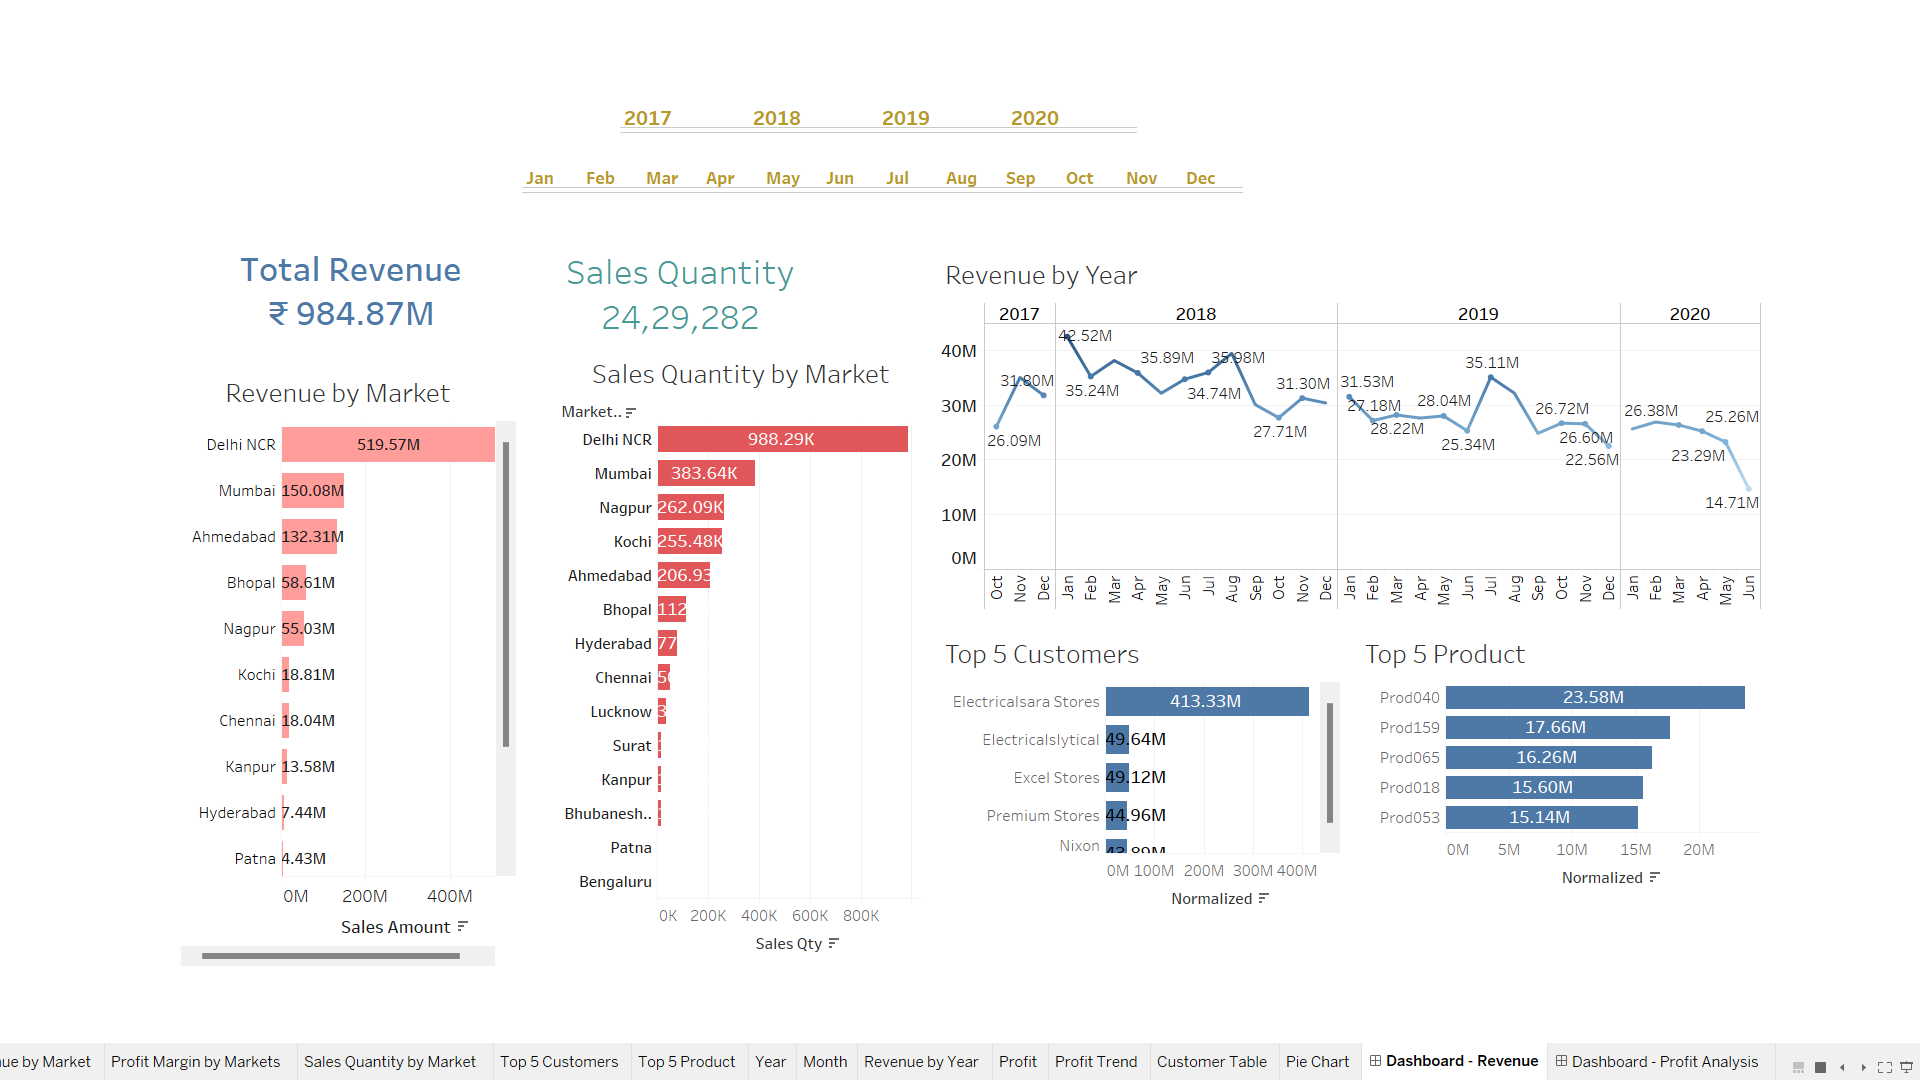 2017 2018 2019 2020
Jan Feb Mar Apr May Jun Jul Aug Sep Oct Nov Dec
Total Revenue
₹ 984.87M
Revenue by Market
Delhi NCR 519.57M
Mumbai 150.08M
Ahmedabad 132.31M
Bhopal 58.61M
Nagpur 55.03M
Kochi 18.81M
Chennai 18.04M
Kanpur 13.58M
Hyderabad 7.44M
Patna 4.43M
0M 200M 400M
Sales Amount
Sales Quantity
24,29,282
Sales Quantity by Market
Market..
Delhi NCR 988.29K
Mumbai 383.64K
Nagpur 262.09K
Kochi 255.48K
Ahmedabad 206.93
Bhopal 112
Hyderabad 77
Chennai
Lucknow 3
Surat
Kanpur
Bhubanesh..
Patna
Bengaluru
0K 200K 400K 600K 800K
Sales Qty
Revenue by Year
2017 2018 2019 2020
40M
30M
20M
10M
0M
26.09M 31.80M
42.52M 35.24M 35.89M 34.74M 35.98M 27.71M 31.30M
31.53M 27.18M 28.22M 28.04M 25.34M 35.11M 26.72M 26.60M 22.56M
26.38M 23.29M 25.26M 14.71M
Oct Nov Dec Jan Feb Mar Apr May Jun Jul Aug Sep Oct Nov Dec Jan Feb Mar Apr May Jun Jul Aug Sep Oct Nov Dec Jan Feb Mar Apr May Jun
Top 5 Customers
Electricalsara Stores 413.33M
Electricalslytical 49.64M
Excel Stores 49.12M
Premium Stores 44.96M
Nixon 43.89M
0M 100M 200M 300M 400M
Normalized
Top 5 Product
Prod040 23.58M
Prod159 17.66M
Prod065 16.26M
Prod018 15.60M
Prod053 15.14M
0M 5M 10M 15M 20M
Normalized
ue by Market Profit Margin by Markets Sales Quantity by Market Top 5 Customers Top 5 Product Year Month Revenue by Year Profit Profit Trend Customer Table Pie Chart Dashboard - Revenue Dashboard - Profit Analysis